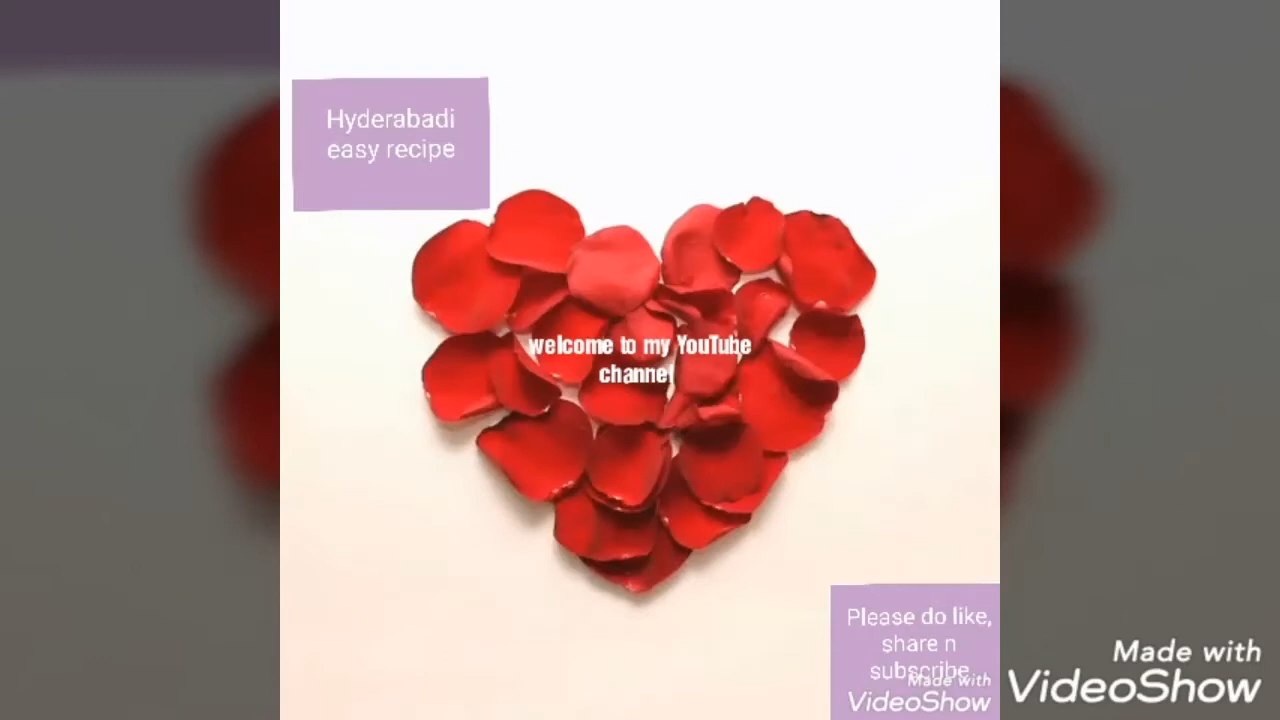 Hyderabadi
easy recipe
welcome to my YouTube
channel
Please do like,
share n
subscribe
Made with
VideoShow
Made with
VideoShow